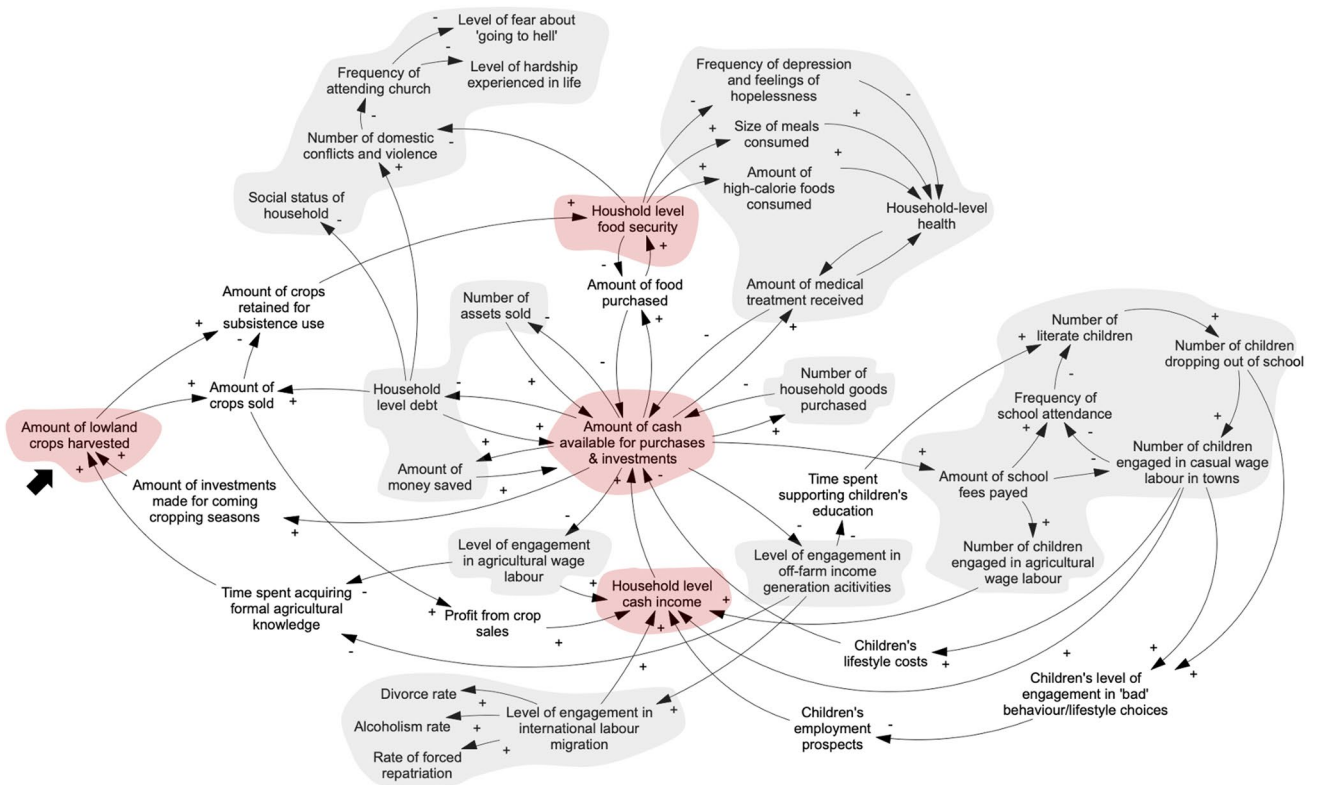 Level of fear about
'going to hell'
Level of hardship
experienced in life
Frequency of
attending church
Number of domestic
conflicts and violence
Social status of
household
Frequency of depression
and feelings of
hopelessness
Size of meals
consumed
Amount of
high-calorie foods
consumed
Household-level
health
Amount of medical
treatment received
Houshold level
food security
Amount of food
purchased
Amount of crops
retained for
subsistence use
Number of
assets sold
Amount of
crops sold
Household
level debt
Amount of
money saved
Amount of lowland
crops harvested
Amount of investments
made for coming
cropping seasons
Amount of cash
available for purchases
& investments
Number of
household goods
purchased
Number of
literate children
Number of children
dropping out of school
Frequency of
school attendance
Number of children
engaged in casual wage
labour in towns
Amount of school
fees payed
Number of children
engaged in agricultural
wage labour
Time spent
supporting children's
education
Level of engagement
in agricultural wage
labour
Level of engagement in
off-farm income
generation acitivities
Household level
cash income
Time spent acquiring
formal agricultural
knowledge
Profit from crop
sales
Children's
lifestyle costs
Children's level of
engagement in 'bad'
behaviour/lifestyle choices
Children's
employment
prospects
Divorce rate
Alcoholism rate
Rate of forced
repatriation
Level of engagement in
international labour
migration